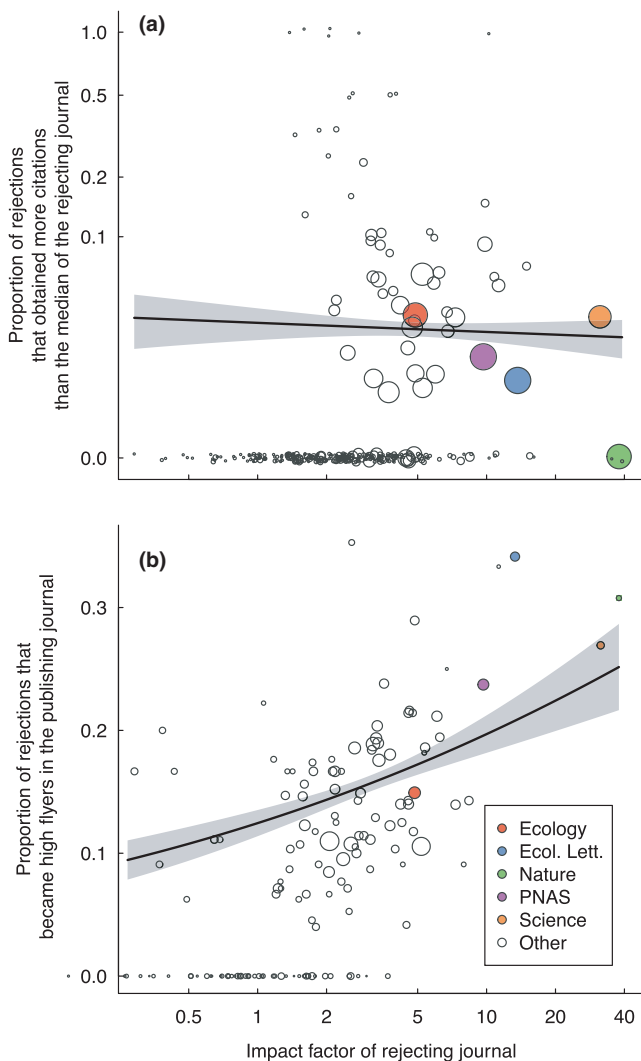 (a)
1.0
0.5
0.2
0.1
0.0
Proportion of rejections
that obtained more citations
than the median of the rejecting journal
(b)
0.3
0.2
0.1
0.0
Proportion of rejections that
became high flyers in the publishing journal
Ecology
Ecol. Lett.
Nature
PNAS
Science
Other
0.5 1 2 5 10 20 40
Impact factor of rejecting journal